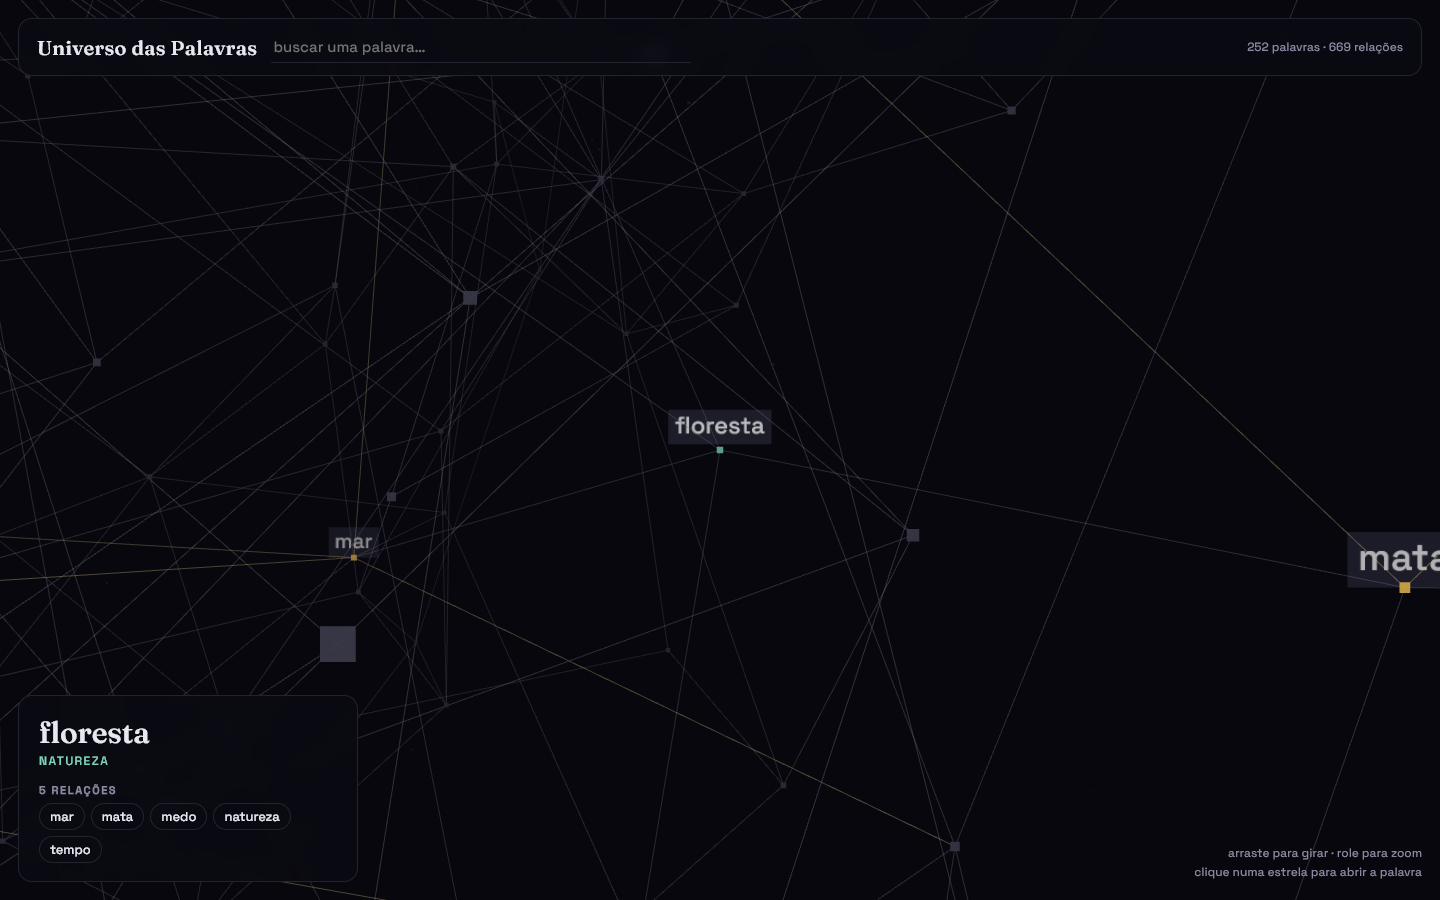 Universo das Palavras
buscar uma palavra...
252 palavras · 669 relações
floresta
mar
mata
floresta
NATUREZA
5 RELAÇÕES
mar
mata
medo
natureza
tempo
arraste para girar · role para zoom
clique numa estrela para abrir a palavra